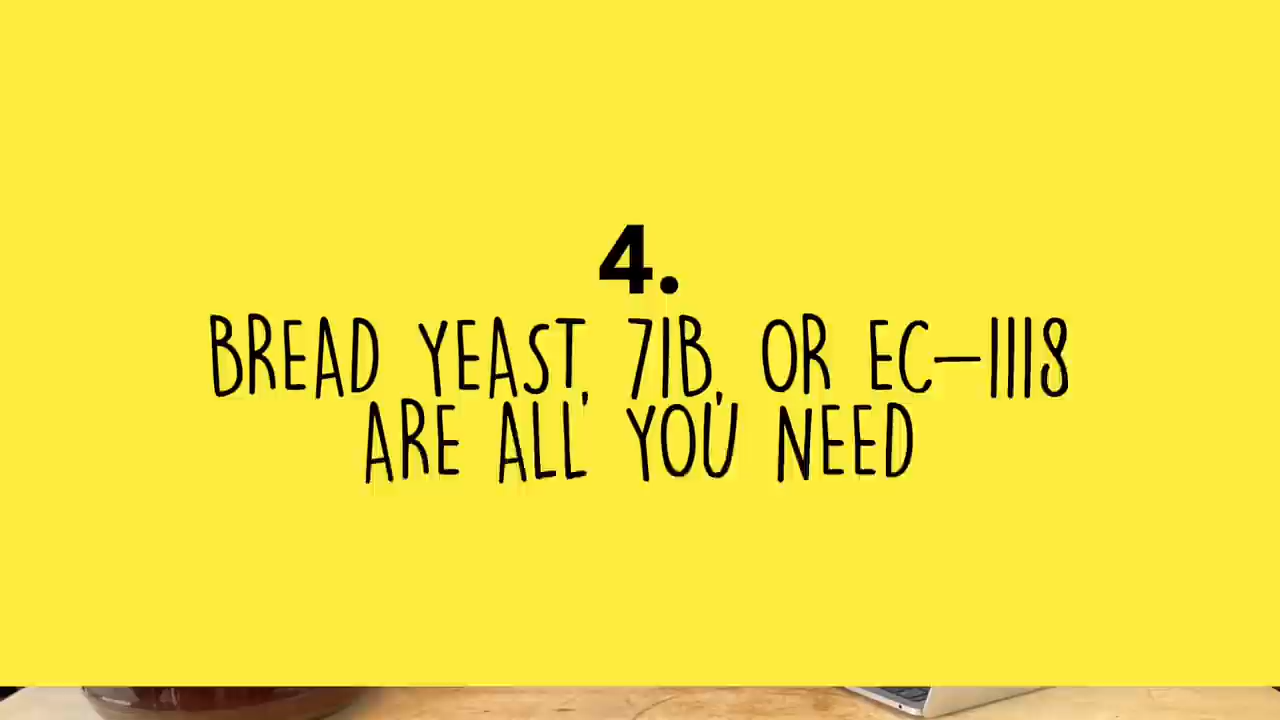 4.
BREAD YEAST, 71B, OR EC-1118
ARE ALL YOU NEED